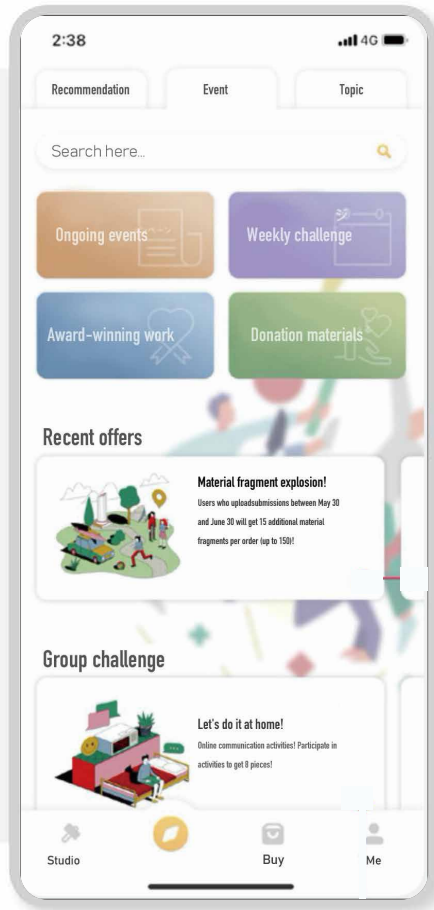 2:38
4G
Recommendation
Event
Topic
Search here...
Ongoing events
Weekly challenge
Award-winning work
Donation materials
Recent offers
Material fragment explosion!
Users who uploadsubmissions between May 30
and June 30 will get 15 additional material
fragments per order (up to 150)!
Group challenge
Let's do it at home!
Online communication activities! Participate in
activities to get 8 pieces!
Studio
Buy
Me